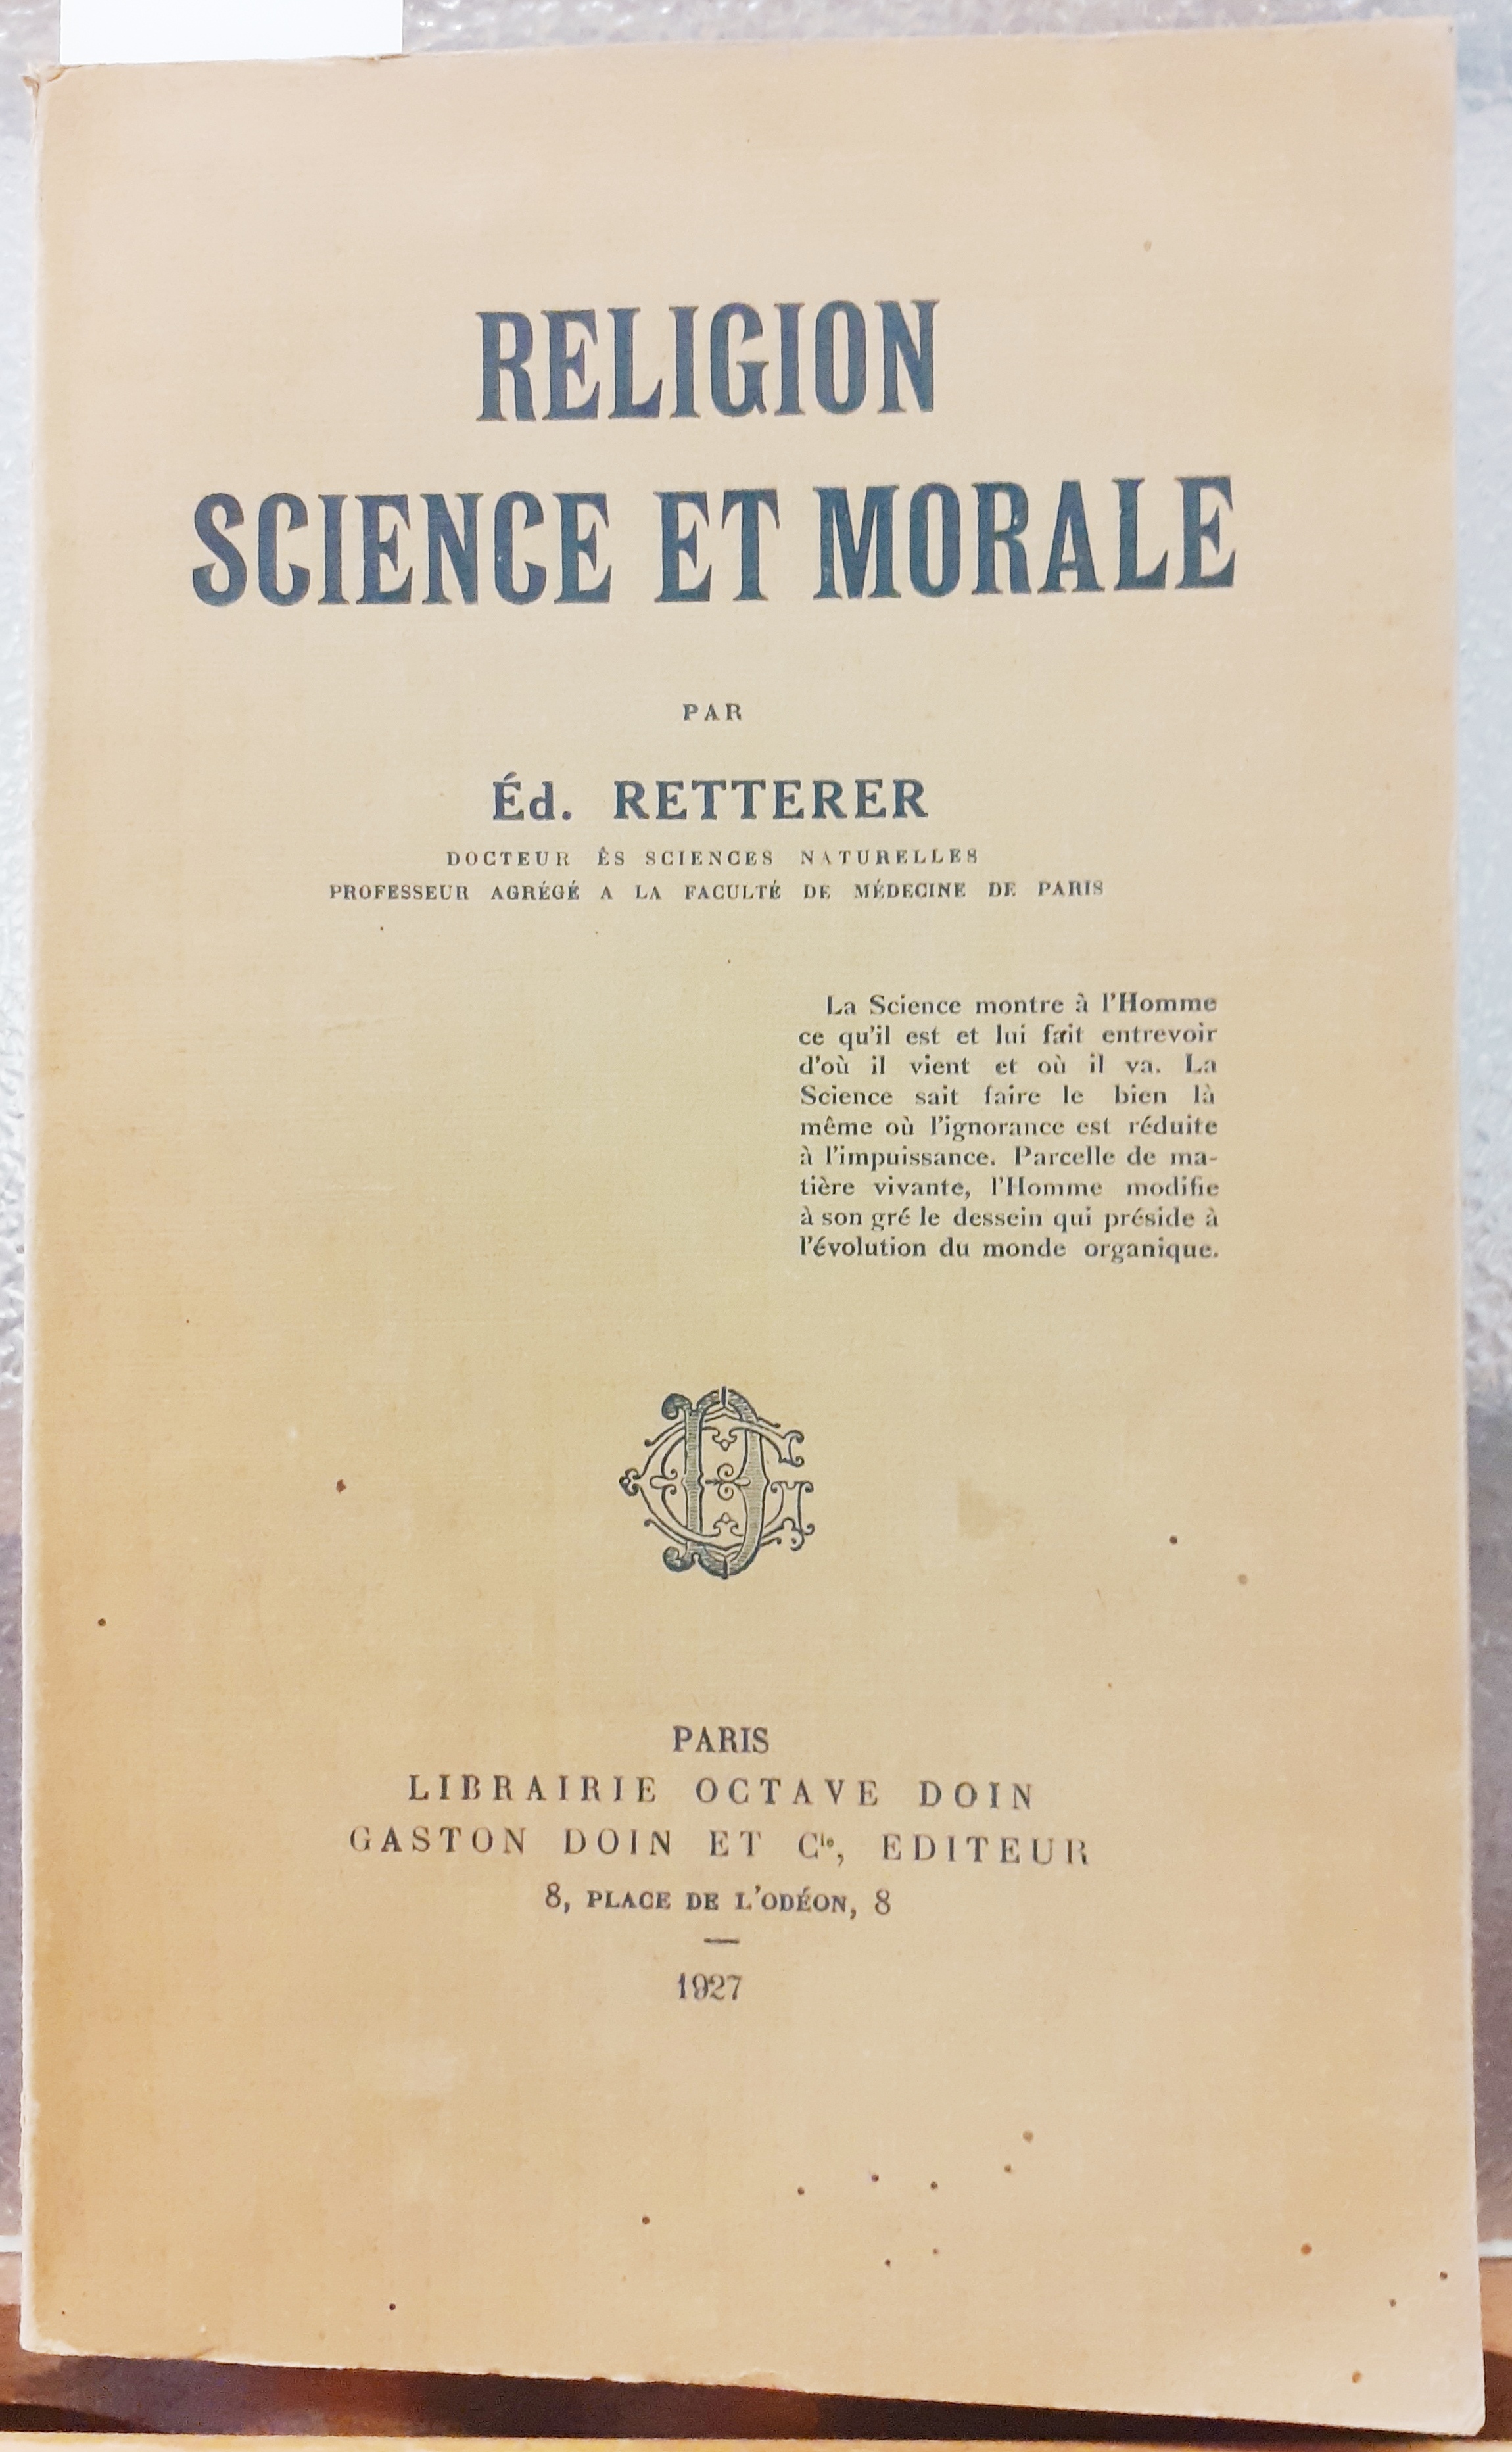 RELIGION
SCIENCE ET MORALE
PAR
Éd. RETTERER
DOCTEUR ÈS SCIENCES NATURELLES
PROFESSEUR AGRÉGÉ A LA FACULTÉ DE MÉDECINE DE PARIS
La Science montre à l'Homme
ce qu'il est et lui fait entrevoir
d'où il vient et où il va. La
Science sait faire le bien là
même où l'ignorance est réduite
à l'impuissance. Parcelle de ma-
tière vivante, l'Homme modifie
à son gré le dessein qui préside à
l'évolution du monde organique.
PARIS
LIBRAIRIE OCTAVE DOIN
GASTON DOIN ET Cie, EDITEUR
8, PLACE DE L'ODÉON, 8
1927